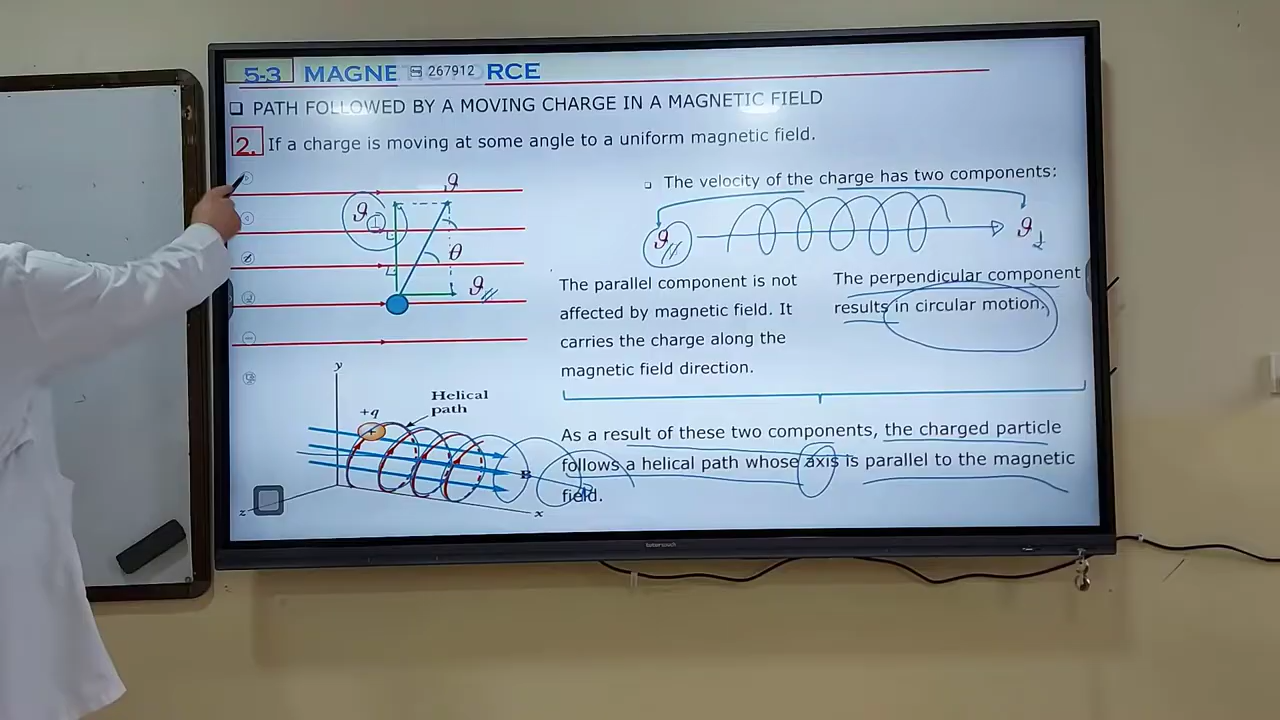 5-3 MAGNE 267912 RCE
❑ PATH FOLLOWED BY A MOVING CHARGE IN A MAGNETIC FIELD
2. If a charge is moving at some angle to a uniform magnetic field.
❑ The velocity of the charge has two components:
ϑ
ϑ⊥
θ
ϑ//
ϑ//
ϑ⊥
The parallel component is not
affected by magnetic field. It
carries the charge along the
magnetic field direction.
The perpendicular component
results in circular motion.
y
+q
Helical
path
B
x
z
As a result of these two components, the charged particle
follows a helical path whose axis is parallel to the magnetic
field.